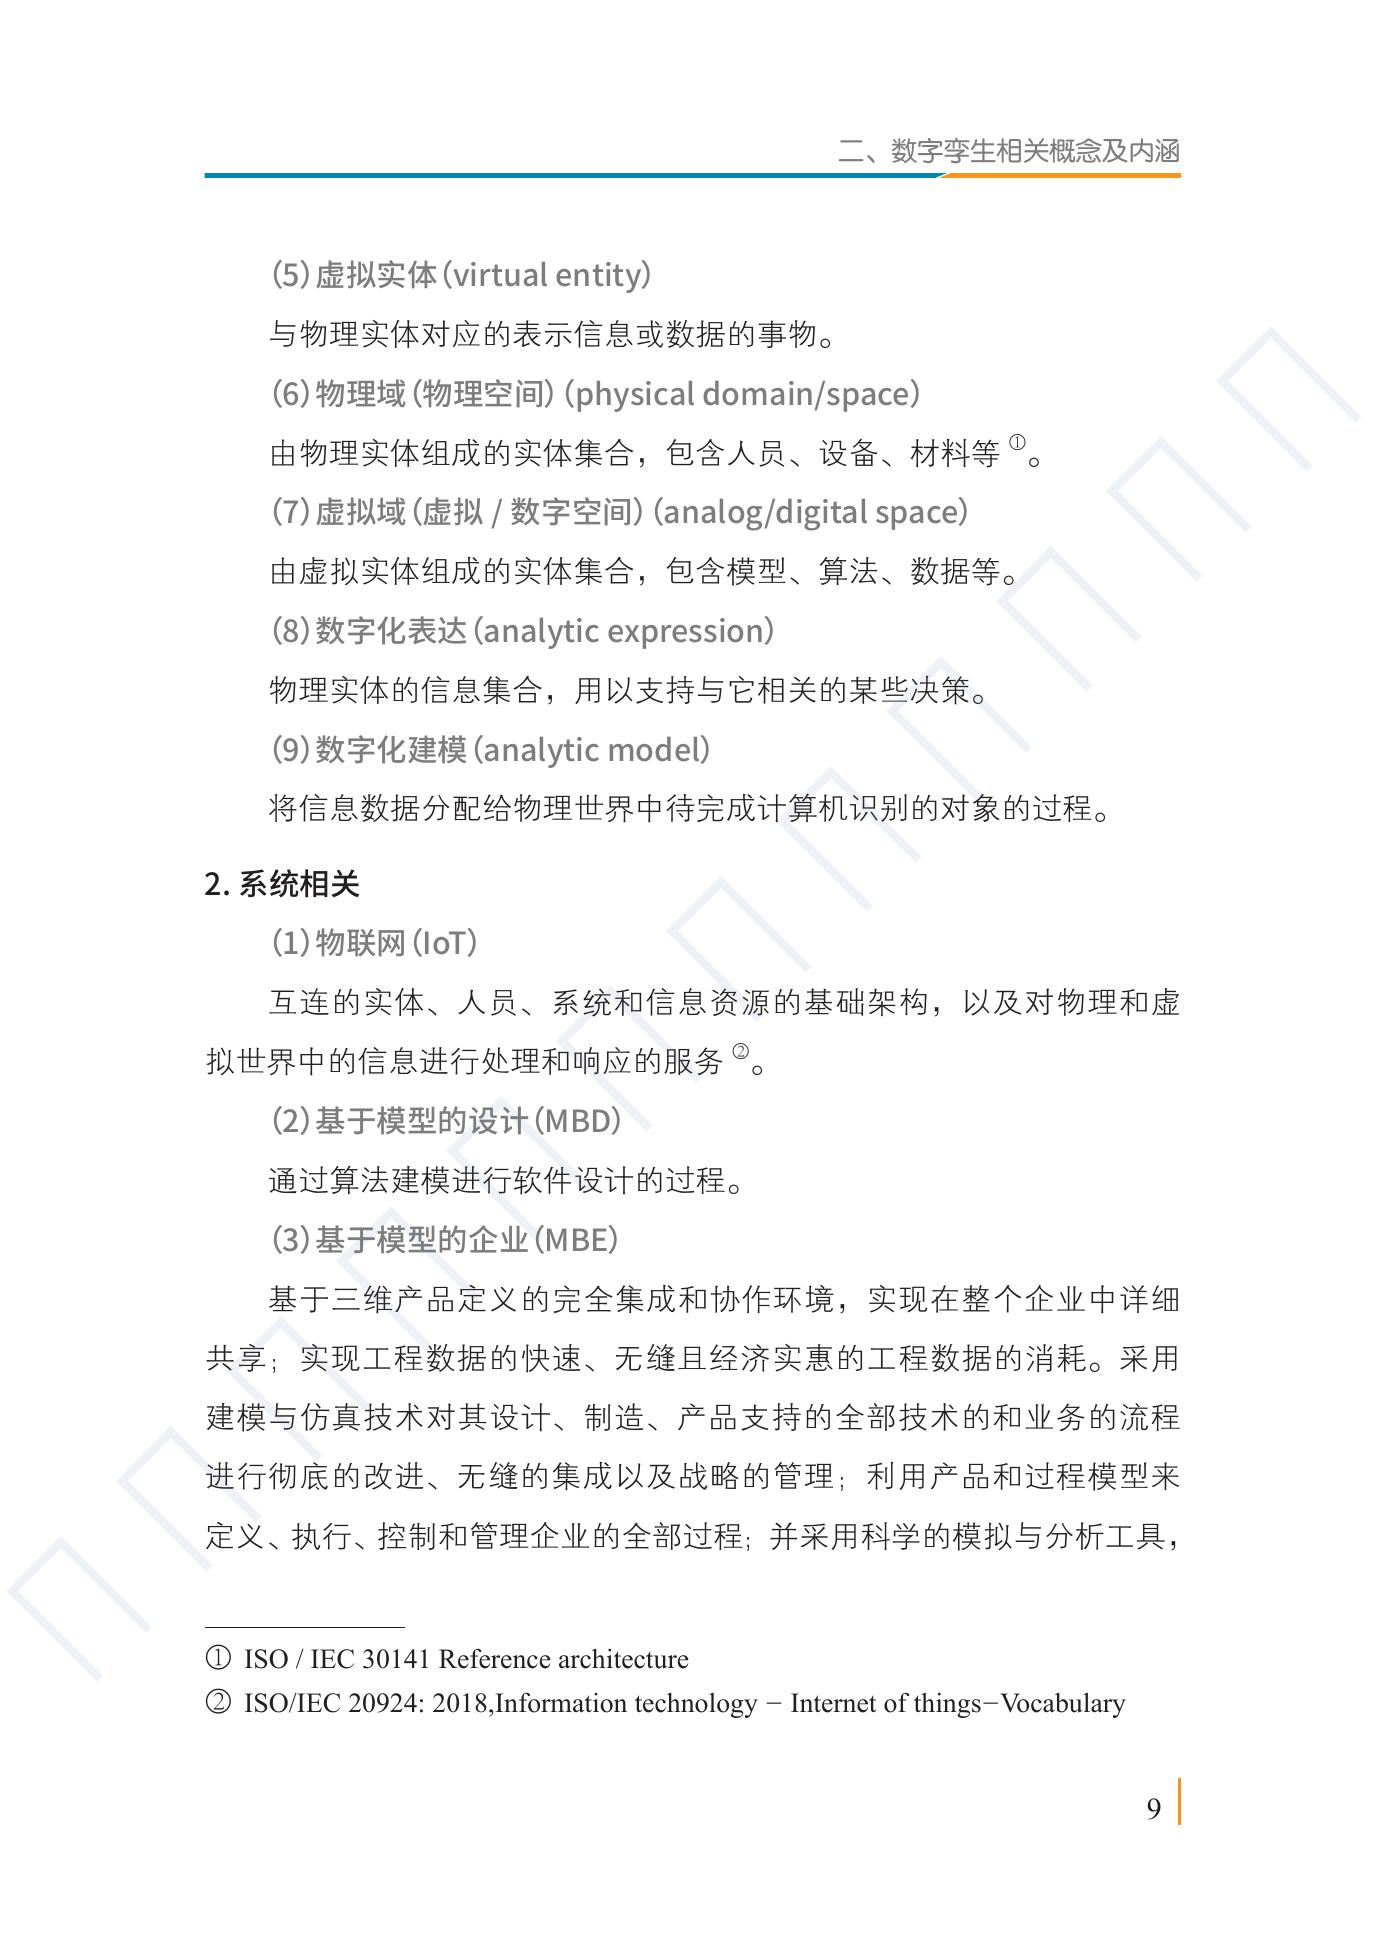 二、数字孪生相关概念及内涵
（5）虚拟实体（virtual entity）
与物理实体对应的表示信息或数据的事物。
（6）物理域（物理空间）（physical domain/space）
由物理实体组成的实体集合，包含人员、设备、材料等①。
（7）虚拟域（虚拟 / 数字空间）（analog/digital space）
由虚拟实体组成的实体集合，包含模型、算法、数据等。
（8）数字化表达（analytic expression）
物理实体的信息集合，用以支持与它相关的某些决策。
（9）数字化建模（analytic model）
将信息数据分配给物理世界中待完成计算机识别的对象的过程。
2. 系统相关
（1）物联网（IoT）
互连的实体、人员、系统和信息资源的基础架构，以及对物理和虚
拟世界中的信息进行处理和响应的服务②。
（2）基于模型的设计（MBD）
通过算法建模进行软件设计的过程。
（3）基于模型的企业（MBE）
基于三维产品定义的完全集成和协作环境，实现在整个企业中详细
共享；实现工程数据的快速、无缝且经济实惠的工程数据的消耗。采用
建模与仿真技术对其设计、制造、产品支持的全部技术的和业务的流程
进行彻底的改进、无缝的集成以及战略的管理；利用产品和过程模型来
定义、执行、控制和管理企业的全部过程；并采用科学的模拟与分析工具，
① ISO / IEC 30141 Reference architecture
② ISO/IEC 20924: 2018,Information technology − Internet of things−Vocabulary
9